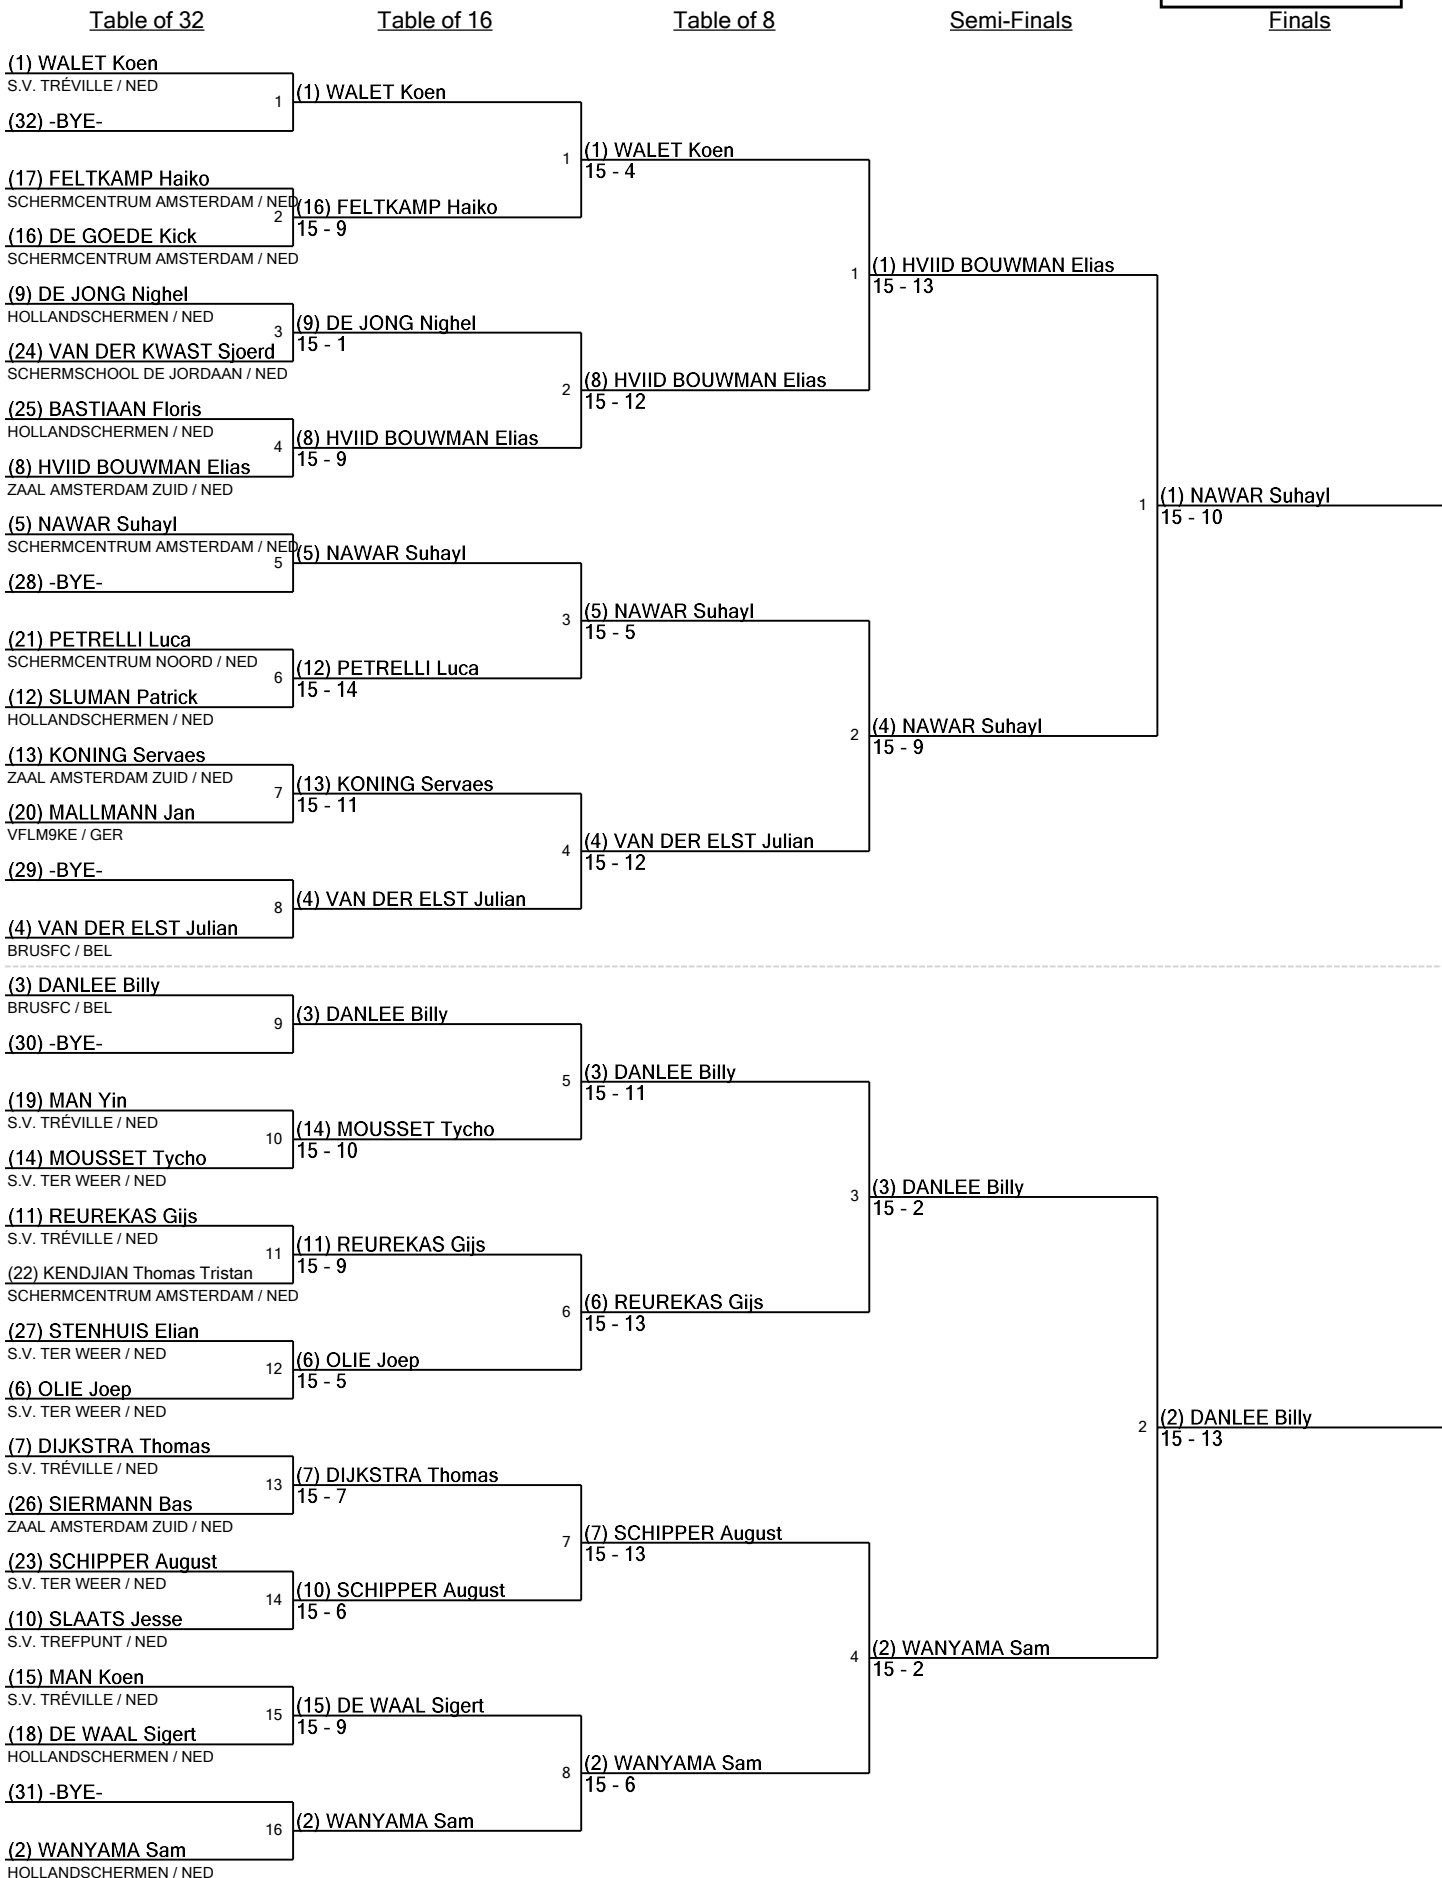 Table of 32
Table of 16
Table of 8
Semi-Finals
Finals
(1) WALET Koen
S.V. TRÉVILLE / NED
1
(32) -BYE-
(17) FELTKAMP Haiko
SCHERMCENTRUM AMSTERDAM / NED
2
(16) DE GOEDE Kick
SCHERMCENTRUM AMSTERDAM / NED
(9) DE JONG Nighel
HOLLANDSCHERMEN / NED
3
(24) VAN DER KWAST Sjoerd
SCHERMSCHOOL DE JORDAAN / NED
(25) BASTIAAN Floris
HOLLANDSCHERMEN / NED
4
(8) HVIID BOUWMAN Elias
ZAAL AMSTERDAM ZUID / NED
(5) NAWAR Suhayl
SCHERMCENTRUM AMSTERDAM / NED
5
(28) -BYE-
(21) PETRELLI Luca
SCHERMCENTRUM NOORD / NED
6
(12) SLUMAN Patrick
HOLLANDSCHERMEN / NED
(13) KONING Servaes
ZAAL AMSTERDAM ZUID / NED
7
(20) MALLMANN Jan
VFLM9KE / GER
(29) -BYE-
8
(4) VAN DER ELST Julian
BRUSFC / BEL
(3) DANLEE Billy
BRUSFC / BEL
9
(30) -BYE-
(19) MAN Yin
S.V. TRÉVILLE / NED
10
(14) MOUSSET Tycho
S.V. TER WEER / NED
(11) REUREKAS Gijs
S.V. TRÉVILLE / NED
11
(22) KENDJIAN Thomas Tristan
SCHERMCENTRUM AMSTERDAM / NED
(27) STENHUIS Elian
S.V. TER WEER / NED
12
(6) OLIE Joep
S.V. TER WEER / NED
(7) DIJKSTRA Thomas
S.V. TRÉVILLE / NED
13
(26) SIERMANN Bas
ZAAL AMSTERDAM ZUID / NED
(23) SCHIPPER August
S.V. TER WEER / NED
14
(10) SLAATS Jesse
S.V. TREFPUNT / NED
(15) MAN Koen
S.V. TRÉVILLE / NED
15
(18) DE WAAL Sigert
HOLLANDSCHERMEN / NED
(31) -BYE-
16
(2) WANYAMA Sam
HOLLANDSCHERMEN / NED
(1) WALET Koen
1
(16) FELTKAMP Haiko
15 - 9
(9) DE JONG Nighel
15 - 1
2
(8) HVIID BOUWMAN Elias
15 - 9
(5) NAWAR Suhayl
3
(12) PETRELLI Luca
15 - 14
(13) KONING Servaes
15 - 11
4
(4) VAN DER ELST Julian
(3) DANLEE Billy
5
(14) MOUSSET Tycho
15 - 10
(11) REUREKAS Gijs
15 - 9
6
(6) OLIE Joep
15 - 5
(7) DIJKSTRA Thomas
15 - 7
7
(10) SCHIPPER August
15 - 6
(15) DE WAAL Sigert
15 - 9
8
(2) WANYAMA Sam
(1) WALET Koen
15 - 4
1
(8) HVIID BOUWMAN Elias
15 - 12
(5) NAWAR Suhayl
15 - 5
2
(4) VAN DER ELST Julian
15 - 12
(3) DANLEE Billy
15 - 11
3
(6) REUREKAS Gijs
15 - 13
(7) SCHIPPER August
15 - 13
4
(2) WANYAMA Sam
15 - 6
(1) HVIID BOUWMAN Elias
15 - 13
1
(4) NAWAR Suhayl
15 - 9
(3) DANLEE Billy
15 - 2
2
(2) WANYAMA Sam
15 - 2
(1) NAWAR Suhayl
15 - 10
(2) DANLEE Billy
15 - 13